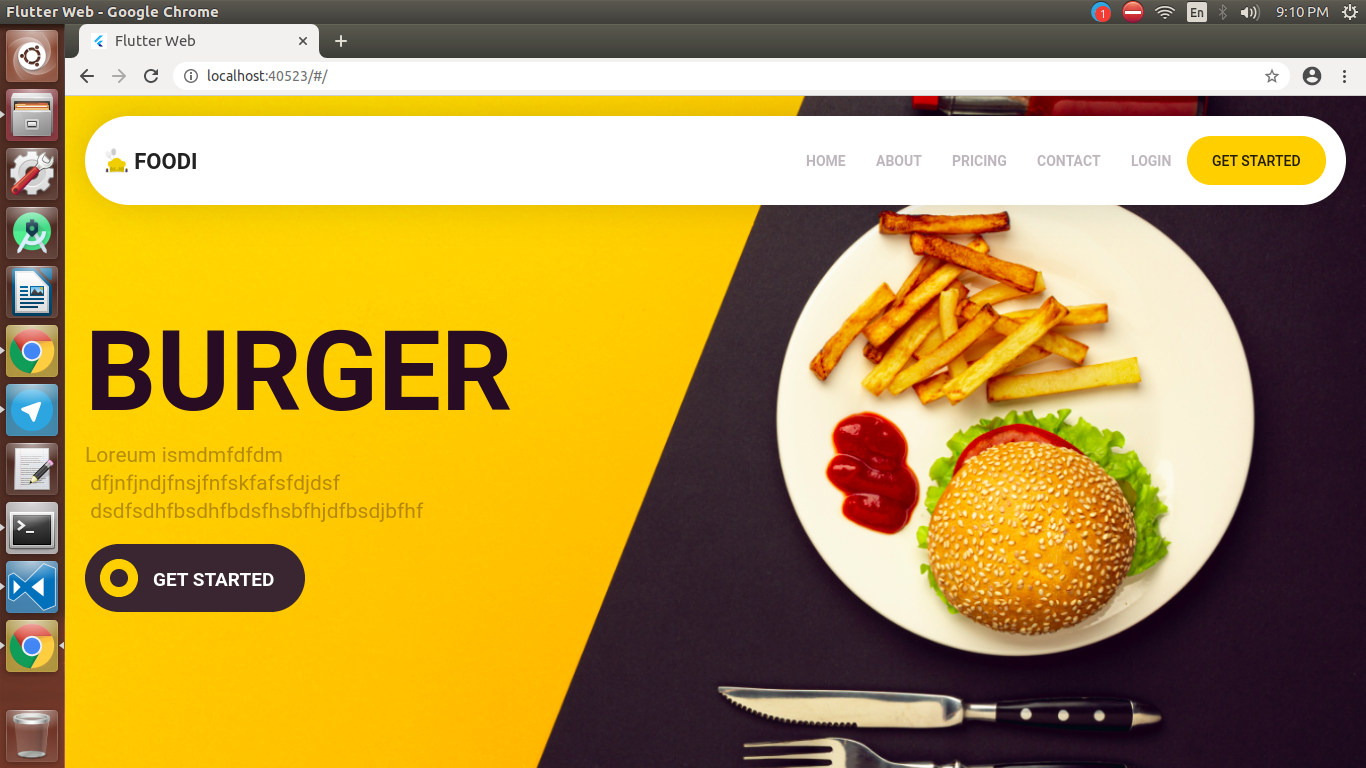 Flutter Web - Google Chrome
1
En
9:10 PM
Flutter Web
localhost:40523/#/
FOODI
HOME ABOUT PRICING CONTACT LOGIN GET STARTED
BURGER
Loreum ismdmfdfdm
dfjnfjndjfnsjfnfskfafsfdjdsf
dsdfsdhfbsdhfbdsfhsbfhjdfbsdjbfhf
GET STARTED